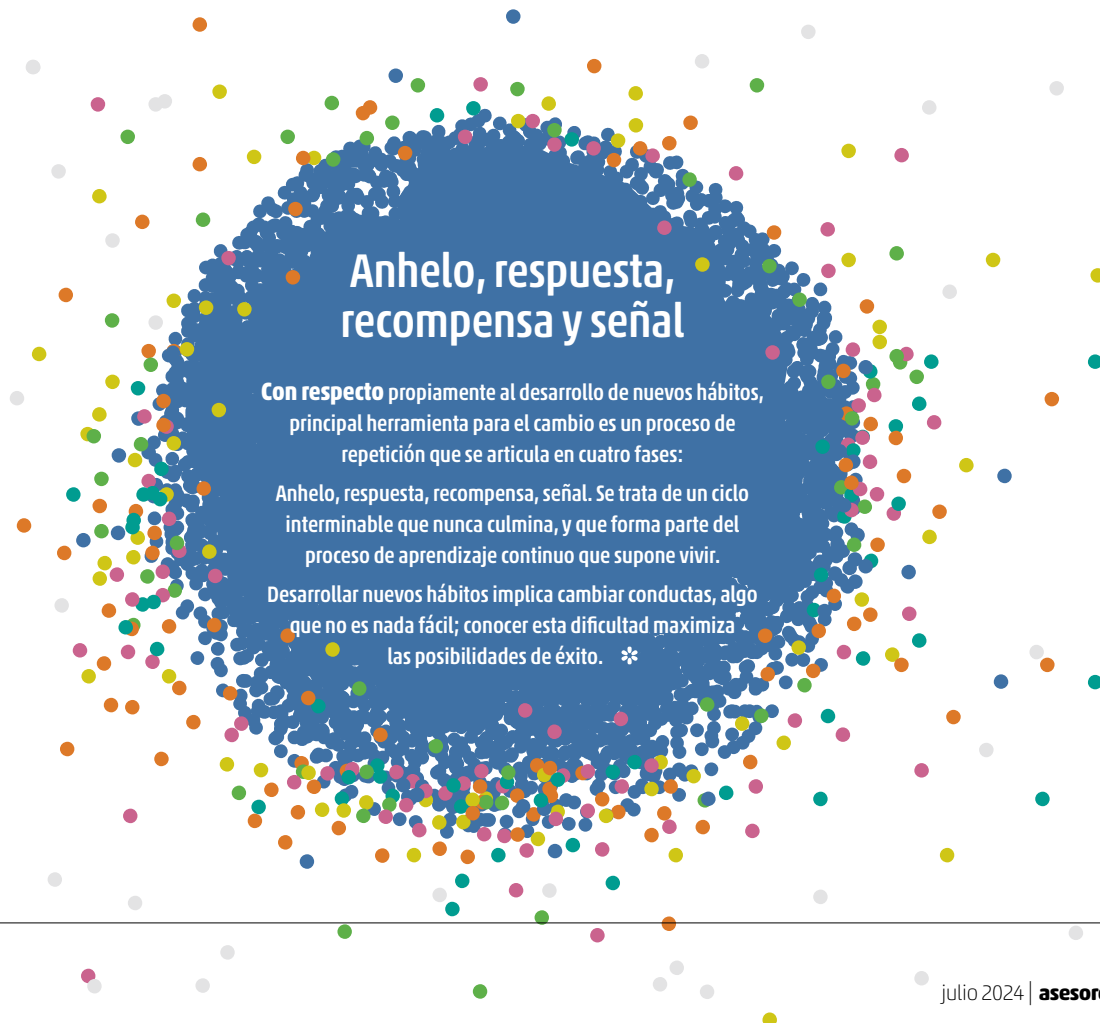 Anhelo, respuesta,
recompensa y señal
Con respecto propiamente al desarrollo de nuevos hábitos,
principal herramienta para el cambio es un proceso de
repetición que se articula en cuatro fases:
Anhelo, respuesta, recompensa, señal. Se trata de un ciclo
interminable que nunca culmina, y que forma parte del
proceso de aprendizaje continuo que supone vivir.
Desarrollar nuevos hábitos implica cambiar conductas, algo
que no es nada fácil; conocer esta dificultad maximiza
las posibilidades de éxito. ✻
julio 2024 |